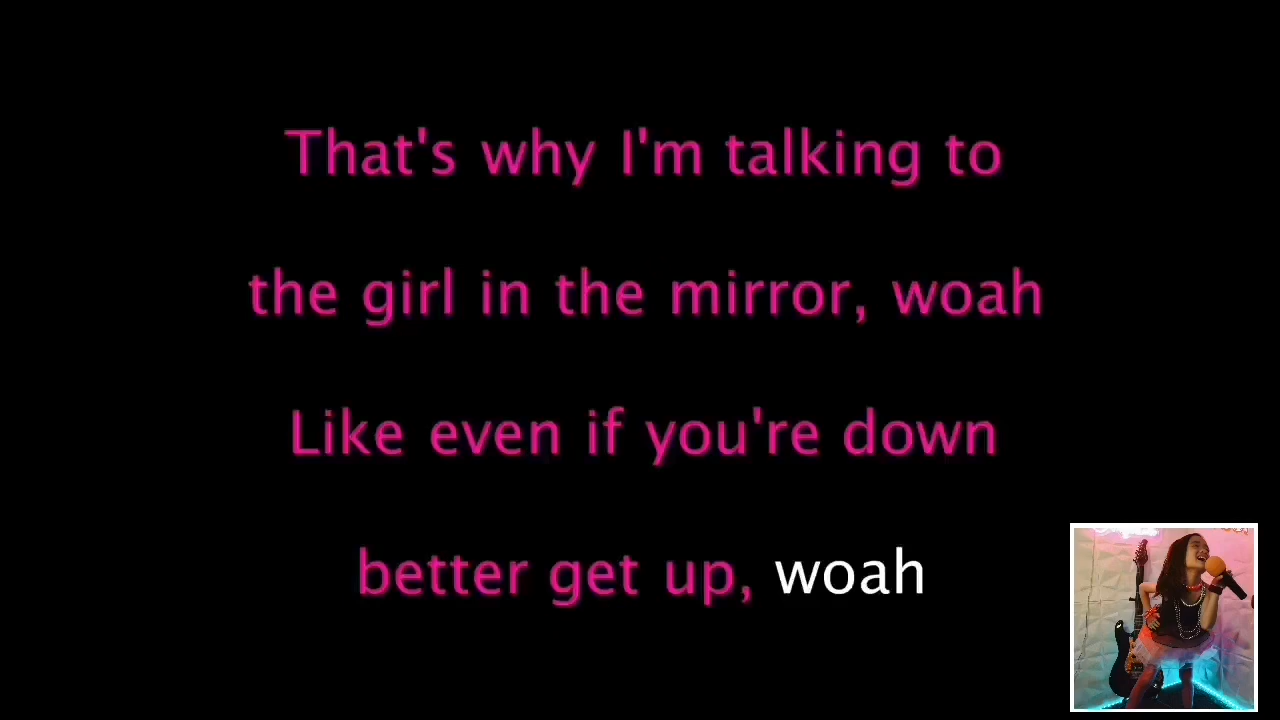 That's why I'm talking to
the girl in the mirror, woah
Like even if you're down
better get up, woah